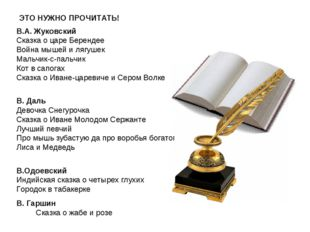 ЭТО НУЖНО ПРОЧИТАТЬ!
В.А. Жуковский
Сказка о царе Берендее
Война мышей и лягушек
Мальчик-с-пальчик
Кот в сапогах
Сказка о Иване-царевиче и Сером Волке
В. Даль
Девочка Снегурочка
Сказка о Иване Молодом Сержанте
Лучший певчий
Про мышь зубастую да про воробья богатого
Лиса и Медведь
В.Одоевский
Индийская сказка о четырех глухих
Городок в табакерке
В. Гаршин
Сказка о жабе и розе